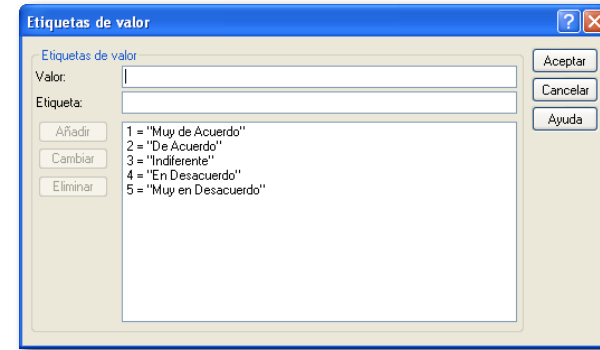 Etiquetas de valor
Etiquetas de valor
Valor:
Etiqueta:
Aceptar
Cancelar
Ayuda
Añadir
Cambiar
Eliminar
1 = "Muy de Acuerdo"
2 = "De Acuerdo"
3 = "Indiferente"
4 = "En Desacuerdo"
5 = "Muy en Desacuerdo"